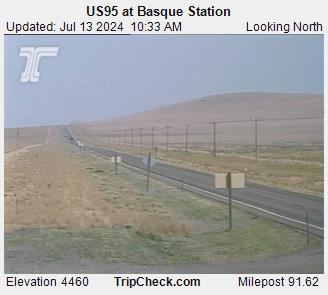 US95 at Basque Station
Updated: Jul 13 2024 10:33 AM Looking North
Elevation 4460 TripCheck.com Milepost 91.62